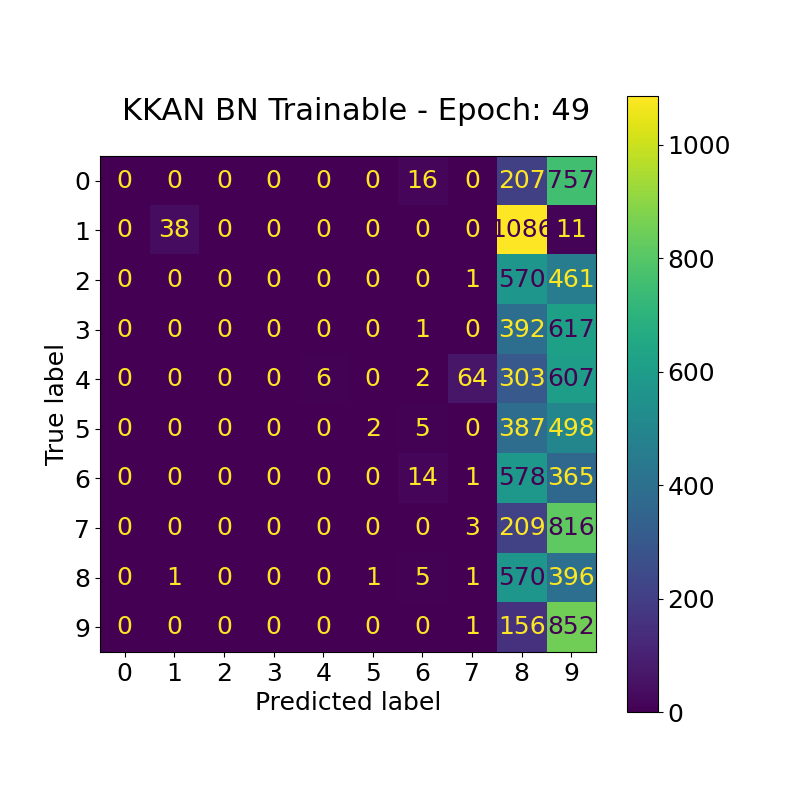 KKAN BN Trainable - Epoch: 49
0 0 0 0 0 0 0 16 0 207 757
1 0 38 0 0 0 0 0 0 1086 11
2 0 0 0 0 0 0 0 1 570 461
3 0 0 0 0 0 0 1 0 392 617
4 0 0 0 0 6 0 2 64 303 607
5 0 0 0 0 0 2 5 0 387 498
6 0 0 0 0 0 0 14 1 578 365
7 0 0 0 0 0 0 0 3 209 816
8 0 1 0 0 0 1 5 1 570 396
9 0 0 0 0 0 0 0 1 156 852
0 1 2 3 4 5 6 7 8 9
Predicted label
True label
1000
800
600
400
200
0